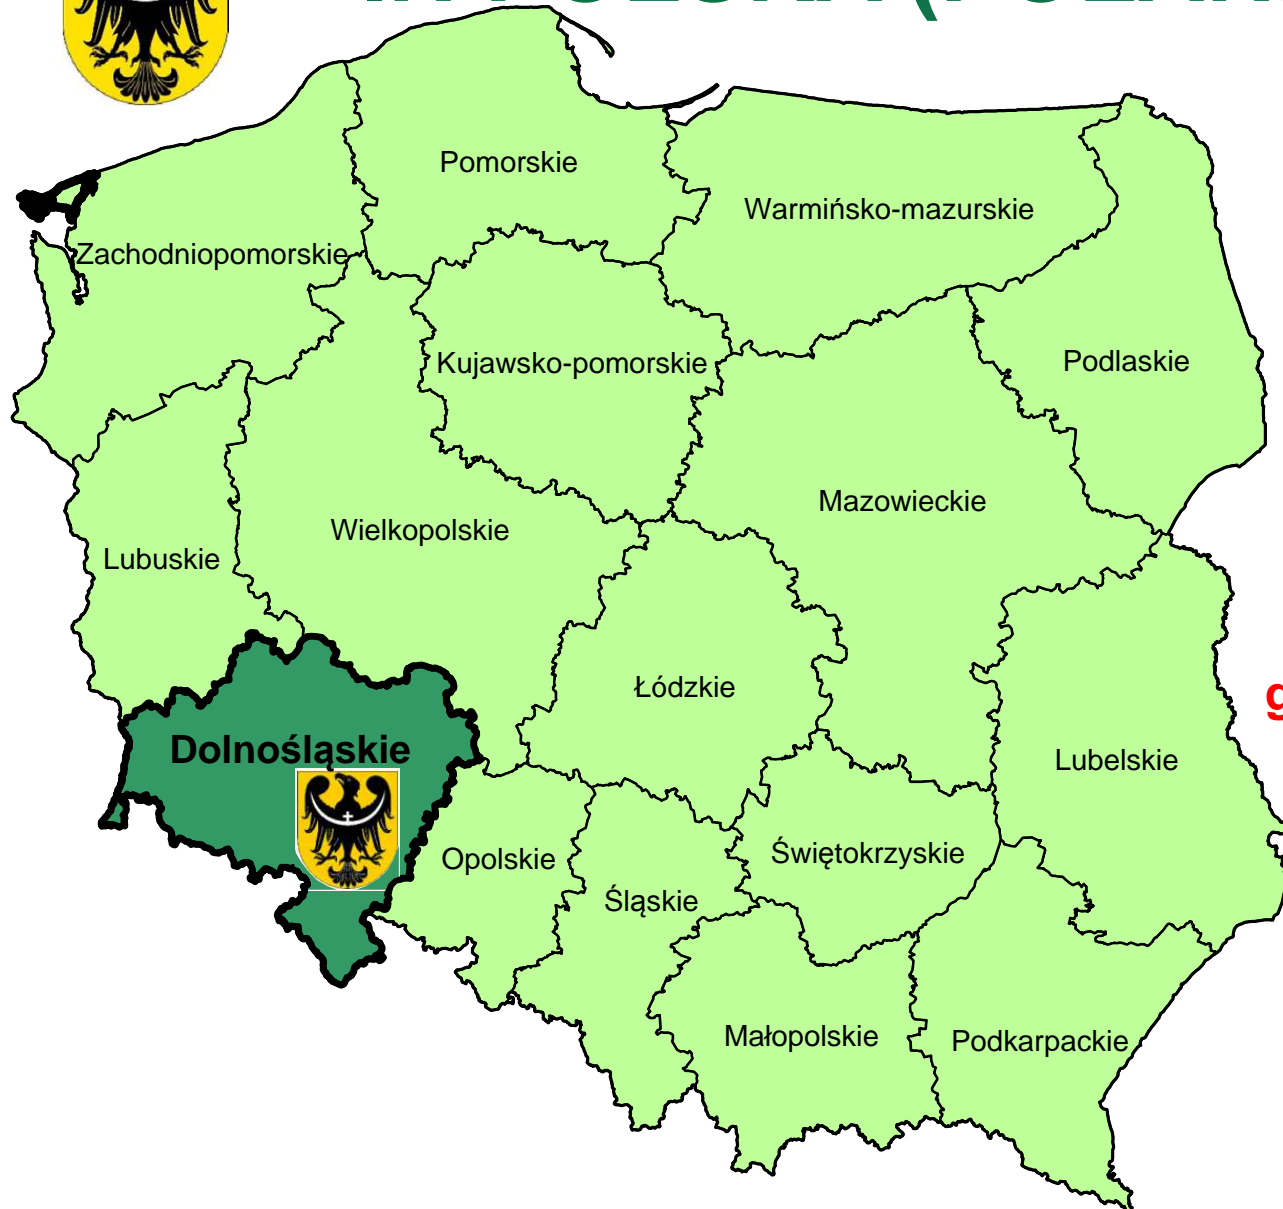 Pomorskie
Warmińsko-mazurskie
Zachodniopomorskie
Kujawsko-pomorskie
Podlaskie
Mazowieckie
Wielkopolskie
Lubuskie
Łódzkie
g
Dolnośląskie
Lubelskie
Świętokrzyskie
Opolskie
Śląskie
Małopolskie
Podkarpackie